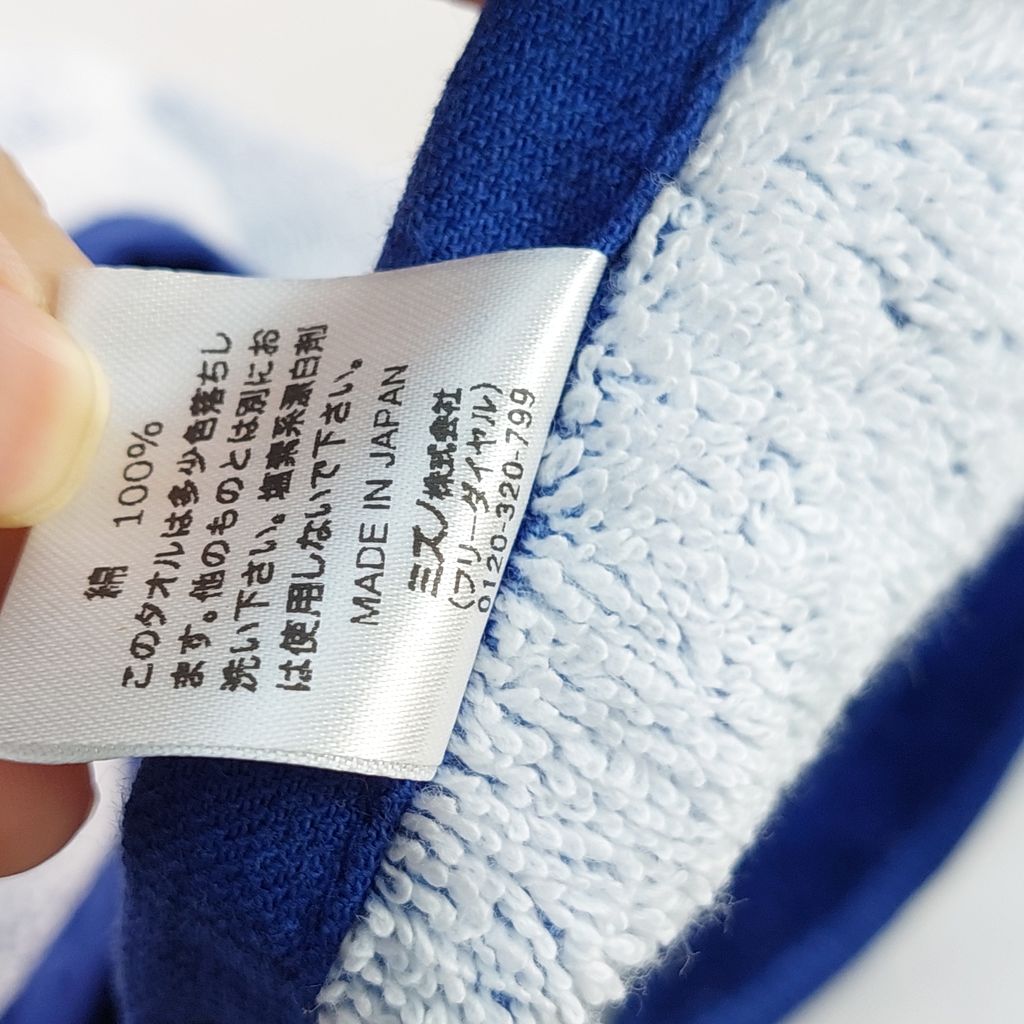 綿 100%
このタオルは多少色落ちし
ます。他のものとは別にお
洗い下さい。塩素系漂白剤
は使用しないで下さい。
MADE IN JAPAN
ミズノ株式会社
(フリーダイヤル)
0120-320-799